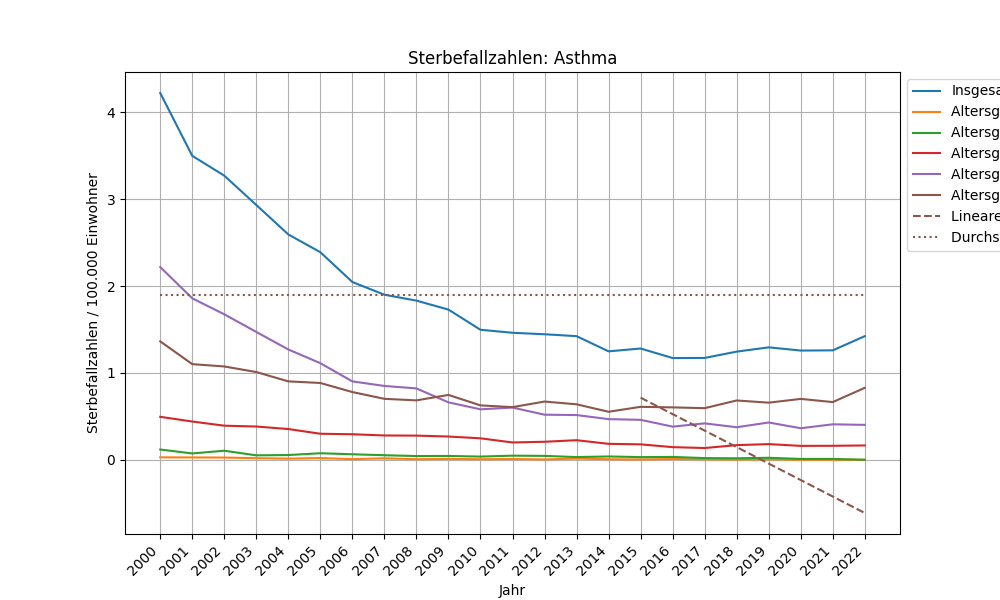 Sterbefallzahlen: Asthma
Sterbefallzahlen / 100.000 Einwohner
4
3
2
1
0
2000 2001 2002 2003 2004 2005 2006 2007 2008 2009 2010 2011 2012 2013 2014 2015 2016 2017 2018 2019 2020 2021 2022
Jahr
Insgesa
Altersg
Altersg
Altersg
Altersg
Altersg
Lineare
Durchs